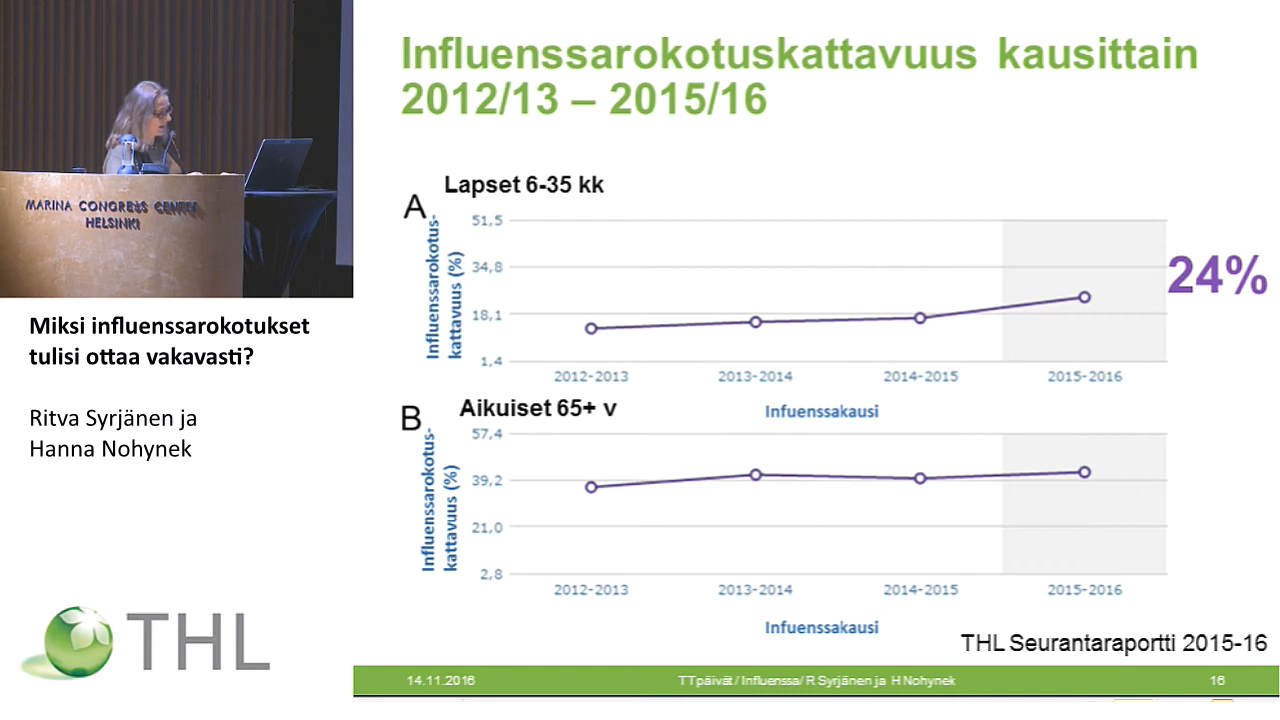 MARINA CONGRESS CENTER
HELSINKI
Miksi influenssarokotukset
tulisi ottaa vakavasti?
Ritva Syrjänen ja
Hanna Nohynek
THL
Influenssarokotuskattavuus kausittain
2012/13 – 2015/16
A
Lapset 6-35 kk
Influenssarokotus-
kattavuus (%)
51,5
34,8
18,1
1,4
24%
2012-2013 2013-2014 2014-2015 2015-2016
Infuenssakausi
B
Aikuiset 65+ v
Influenssarokotus-
kattavuus (%)
57,4
39,2
21,0
2,8
2012-2013 2013-2014 2014-2015 2015-2016
Infuenssakausi
THL Seurantaraportti 2015-16
14.11.2016 TTpäivät / Influenssa/ R Syrjänen ja H Nohynek 16